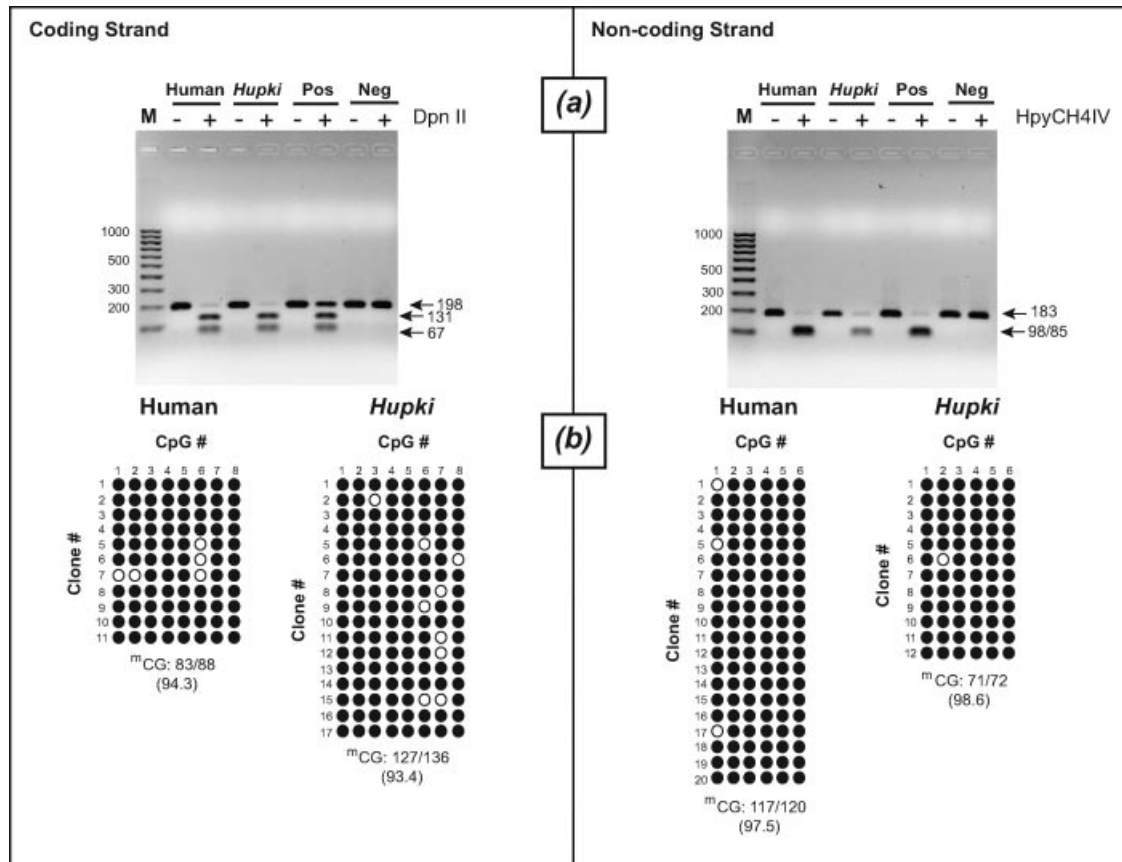 Coding Strand
Human Hupki Pos Neg
M - + - + - + - + Dpn II
1000
500
300
200
198
131
67
Human
CpG #
1 2 3 4 5 6 7 8
Clone #
1
2
3
4
5
6
7
8
9
10
11
mCG: 83/88
(94.3)
Hupki
CpG #
1 2 3 4 5 6 7 8
Clone #
1
2
3
4
5
6
7
8
9
10
11
12
13
14
15
16
17
mCG: 127/136
(93.4)
(a)
(b)
Non-coding Strand
Human Hupki Pos Neg
M - + - + - + - + HpyCH4IV
1000
500
300
200
183
98/85
Human
CpG #
1 2 3 4 5 6
Clone #
1
2
3
4
5
6
7
8
9
10
11
12
13
14
15
16
17
18
19
20
mCG: 117/120
(97.5)
Hupki
CpG #
1 2 3 4 5 6
Clone #
1
2
3
4
5
6
7
8
9
10
11
12
mCG: 71/72
(98.6)